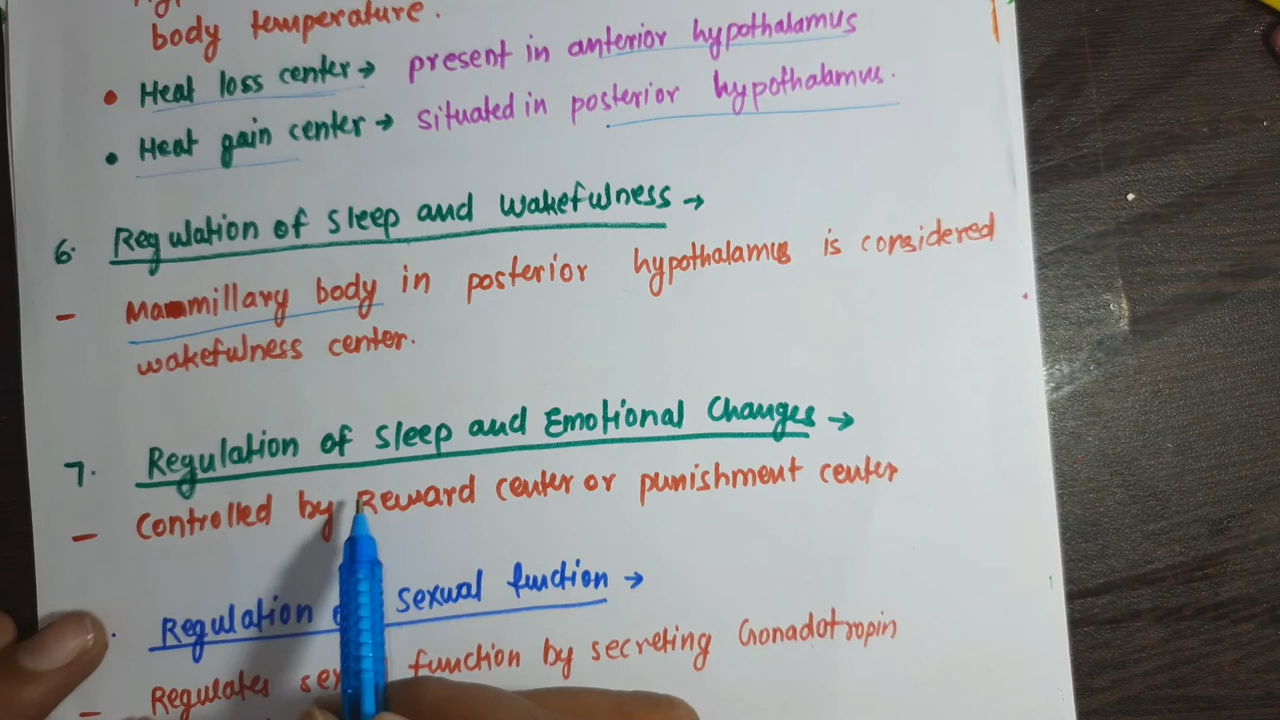 body temperature.
• Heat loss center → present in anterior hypothalamus
• Heat gain center → situated in posterior hypothalamus.
6. Regulation of sleep and wakefulness →
- Mammillary body in posterior hypothalamus is considered
wakefulness center.
7. Regulation of sleep and Emotional Changes →
- Controlled by Reward center or punishment center
Regulation sexual function →
- Regulates function by secreting Gonadotropin